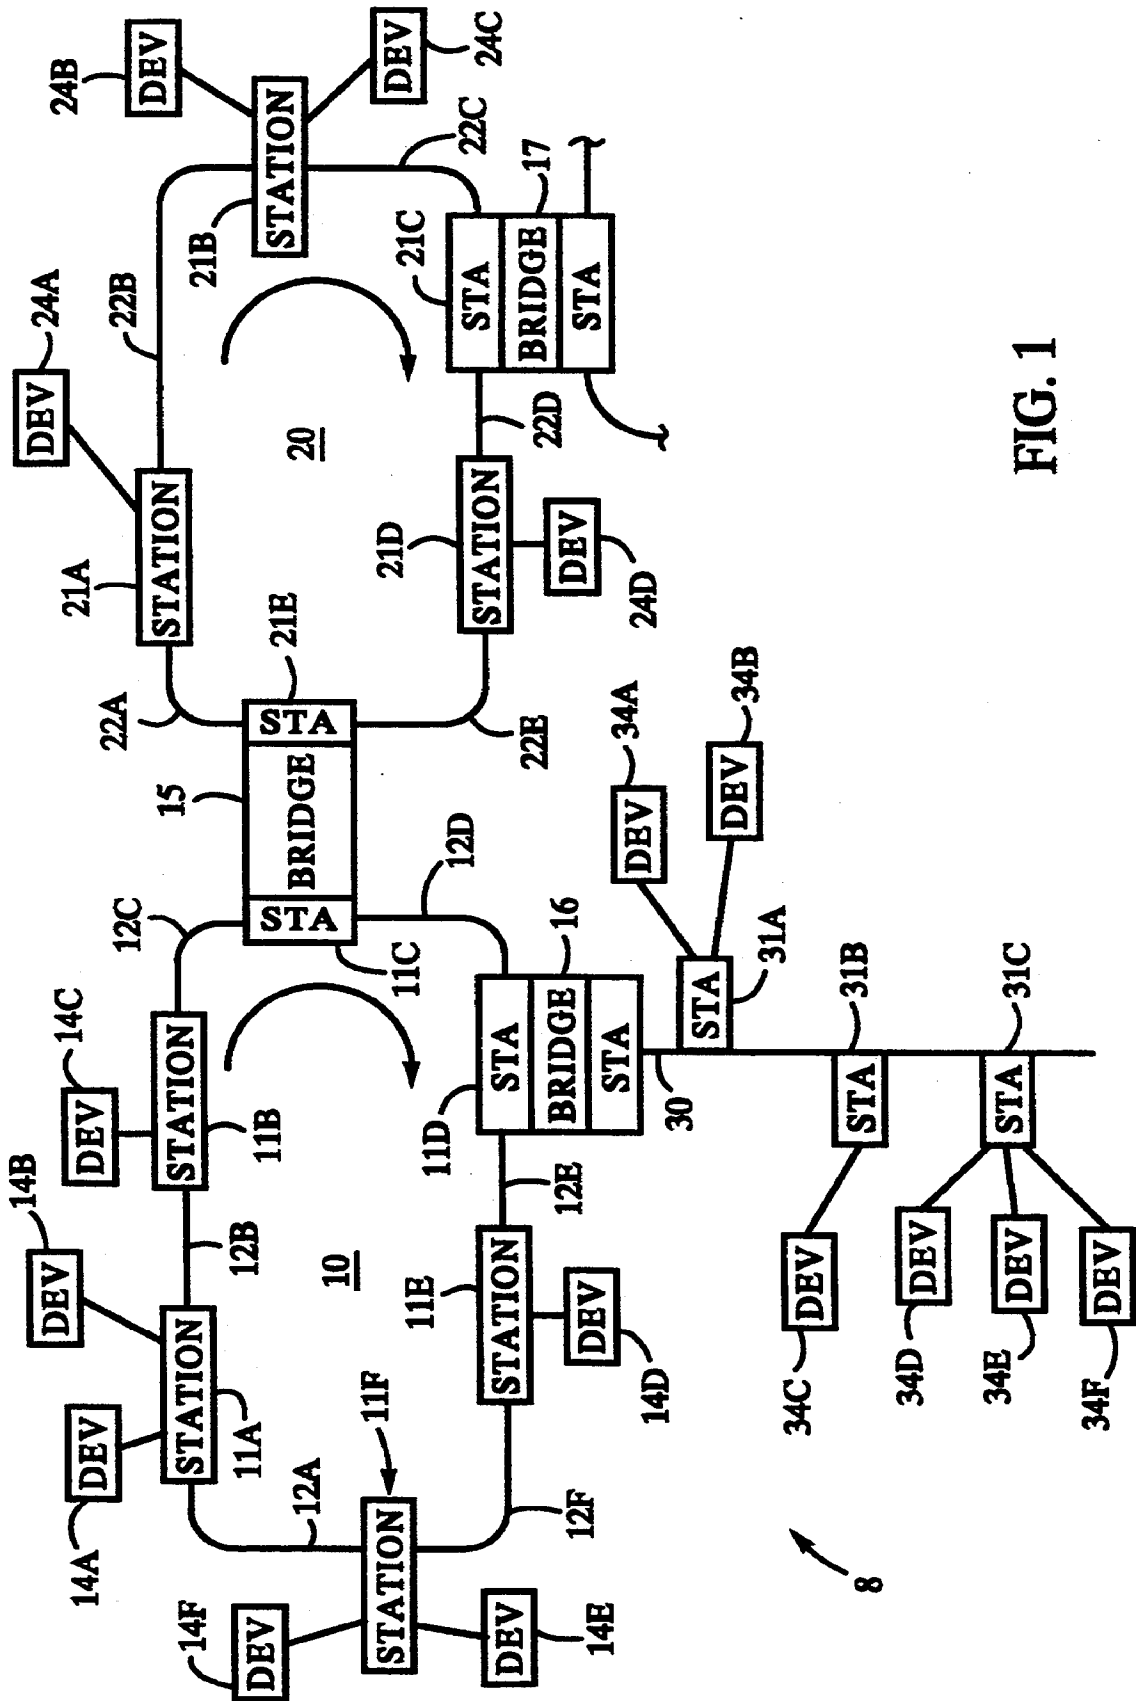 24A
DEV
14B
DEV
14C
DEV
21A
24B
DEV
14A
DEV
22A
22B
STATION
12C
15
STATION
STATION
14F
DEV
11A
12B
11B
21B
STATION
STA
BRIDGE
STA
21E
11C
12A
10
20
24C
DEV
STATION
11F
11E
11D
12D
21D
21C
22C
14E
DEV
STATION
STA
BRIDGE
STA
16
STATION
STA
BRIDGE
STA
17
22E
22D
12F
12E
DEV
14D
DEV
24D
30
DEV
34A
STA
31A
DEV
34B
34C
DEV
STA
31B
8
34D
DEV
34E
DEV
STA
31C
34F
DEV
FIG. 1